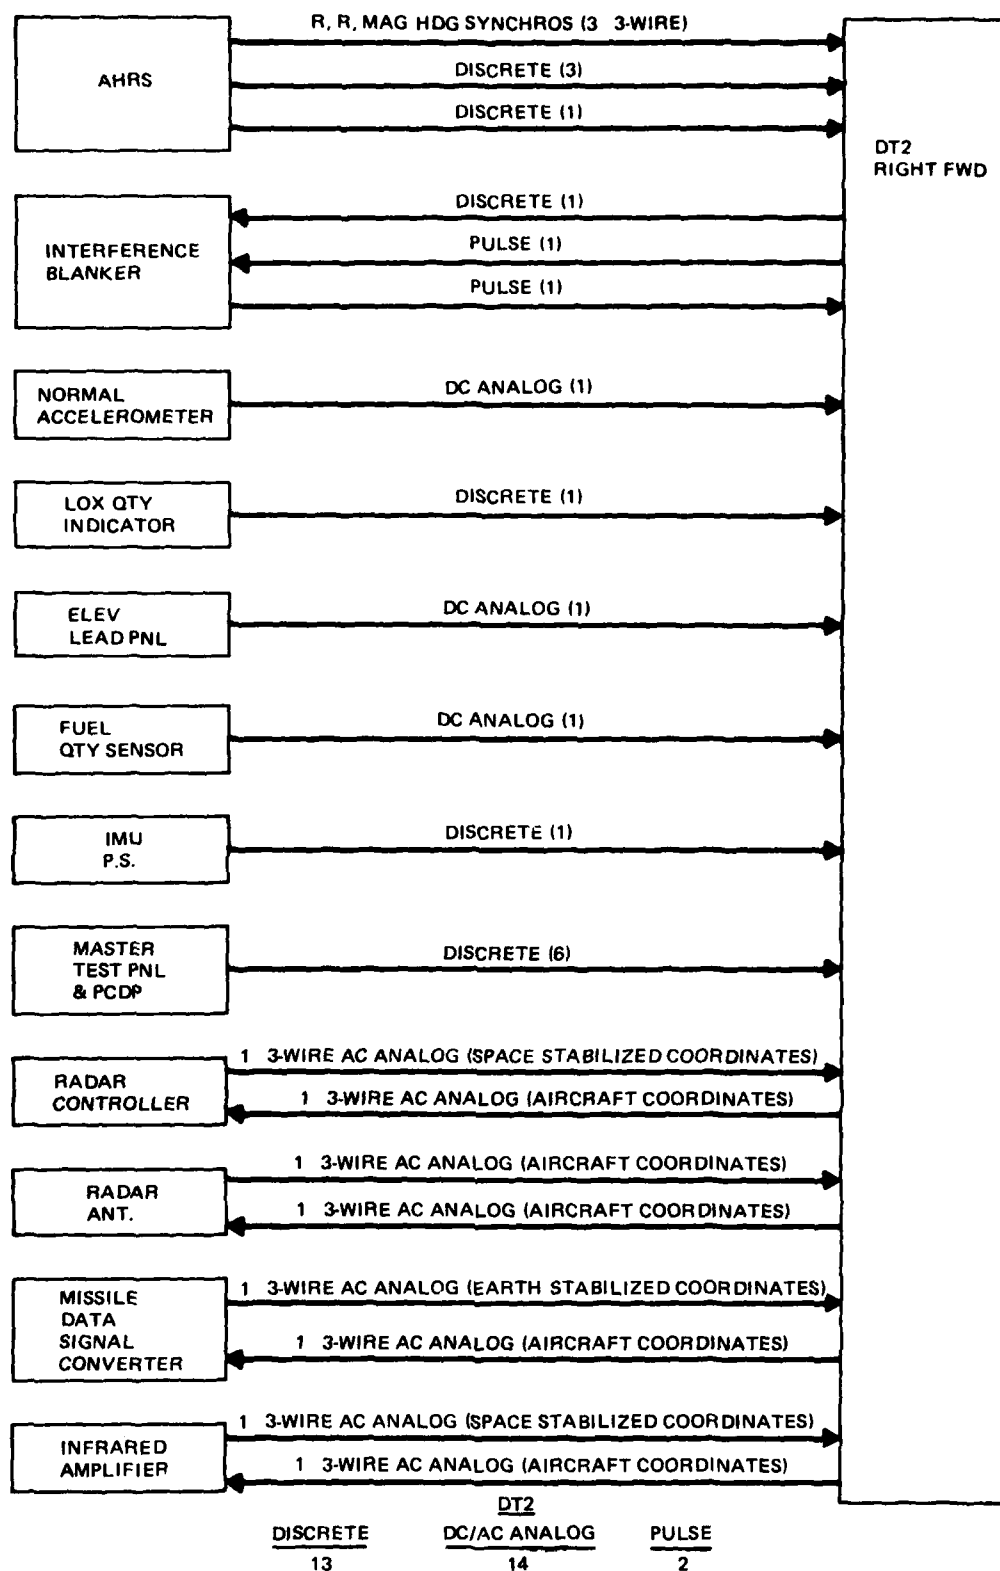 R, R, MAG HDG SYNCHROS (3 3-WIRE)
AHRS
DISCRETE (3)
DISCRETE (1)
DT2
RIGHT FWD
DISCRETE (1)
INTERFERENCE
BLANKER
PULSE (1)
PULSE (1)
NORMAL
ACCELEROMETER
DC ANALOG (1)
LOX QTY
INDICATOR
DISCRETE (1)
ELEV
LEAD PNL
DC ANALOG (1)
FUEL
QTY SENSOR
DC ANALOG (1)
IMU
P.S.
DISCRETE (1)
MASTER
TEST PNL
& PCDP
DISCRETE (6)
RADAR
CONTROLLER
1 3-WIRE AC ANALOG (SPACE STABILIZED COORDINATES)
1 3-WIRE AC ANALOG (AIRCRAFT COORDINATES)
RADAR
ANT.
1 3-WIRE AC ANALOG (AIRCRAFT COORDINATES)
1 3-WIRE AC ANALOG (AIRCRAFT COORDINATES)
MISSILE
DATA
SIGNAL
CONVERTER
1 3-WIRE AC ANALOG (EARTH STABILIZED COORDINATES)
1 3-WIRE AC ANALOG (AIRCRAFT COORDINATES)
INFRARED
AMPLIFIER
1 3-WIRE AC ANALOG (SPACE STABILIZED COORDINATES)
1 3-WIRE AC ANALOG (AIRCRAFT COORDINATES)
DT2
DISCRETE DC/AC ANALOG PULSE
13 14 2